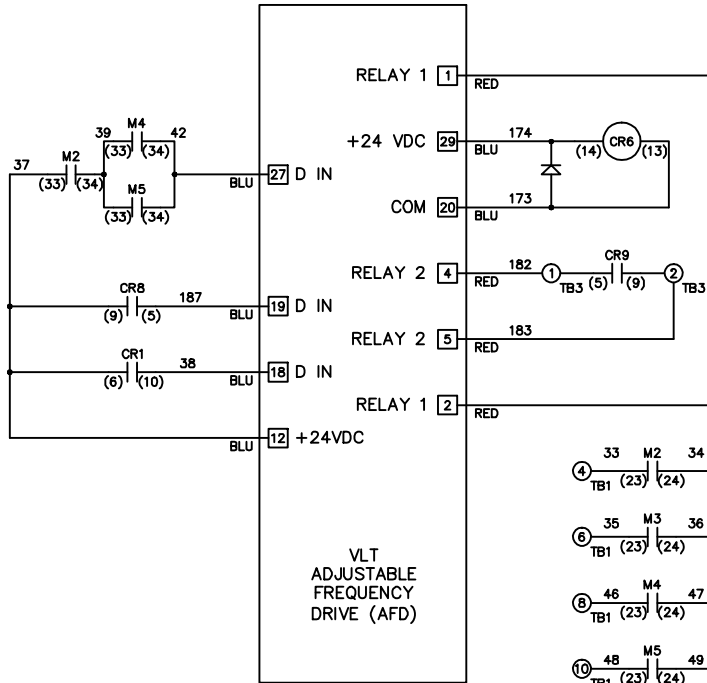 RELAY 1 1 RED
M4
39 42
(33) (34)
+24 VDC 29 174 BLU
(14) CR6 (13)
37 M2
(33) (34)
27 D IN
BLU
M5
(33) (34)
COM 20 173 BLU
RELAY 2 4 182 RED
1 TB3 CR9 (5) (9) 2 TB3
CR8
(9) (5) 187
BLU 19 D IN
RELAY 2 5 183 RED
CR1
(6) (10) 38
BLU 18 D IN
RELAY 1 2 RED
BLU 12 +24VDC
4 33 M2 34
TB1 (23) (24)
6 35 M3 36
TB1 (23) (24)
VLT
ADJUSTABLE
FREQUENCY
DRIVE (AFD)
8 46 M4 47
TB1 (23) (24)
10 48 M5 49
TB1 (23) (24)